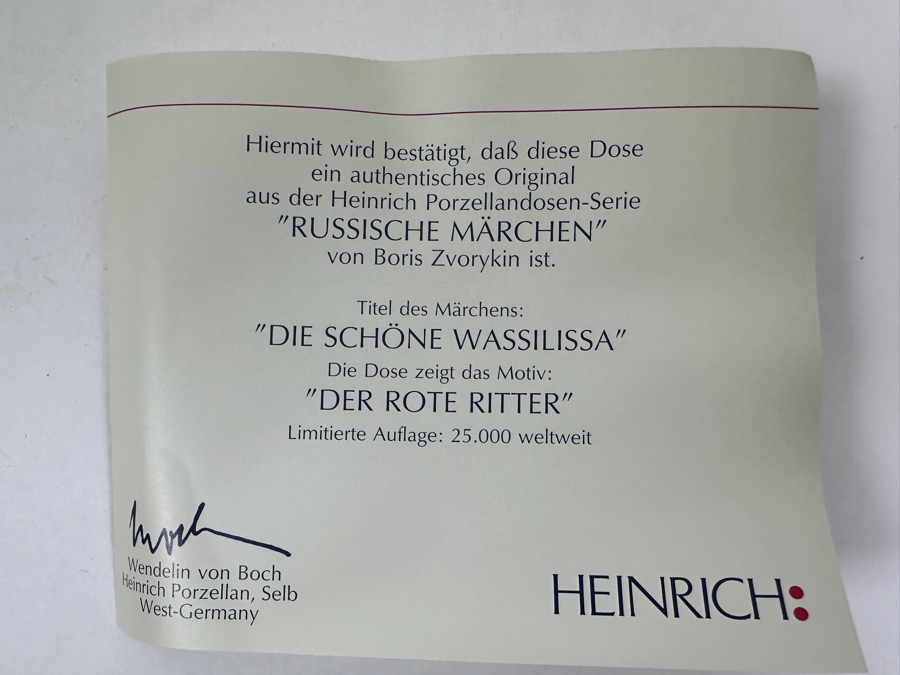 Hiermit wird bestätigt, daß diese Dose
ein authentisches Original
aus der Heinrich Porzellandosen-Serie
"RUSSISCHE MÄRCHEN"
von Boris Zvorykin ist.
Titel des Märchens:
"DIE SCHÖNE WASSILISSA"
Die Dose zeigt das Motiv:
"DER ROTE RITTER"
Limitierte Auflage: 25.000 weltweit
Wendelin von Boch
Heinrich Porzellan, Selb
West-Germany
HEINRICH: